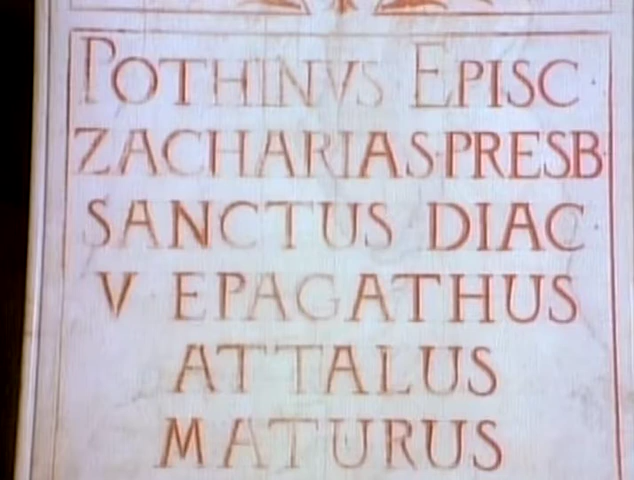 POTHINVS EPISC·
ZACHARIAS·PRESB·
SANCTUS DIAC
V EPAGATHUS
ATTALUS
MATURUS